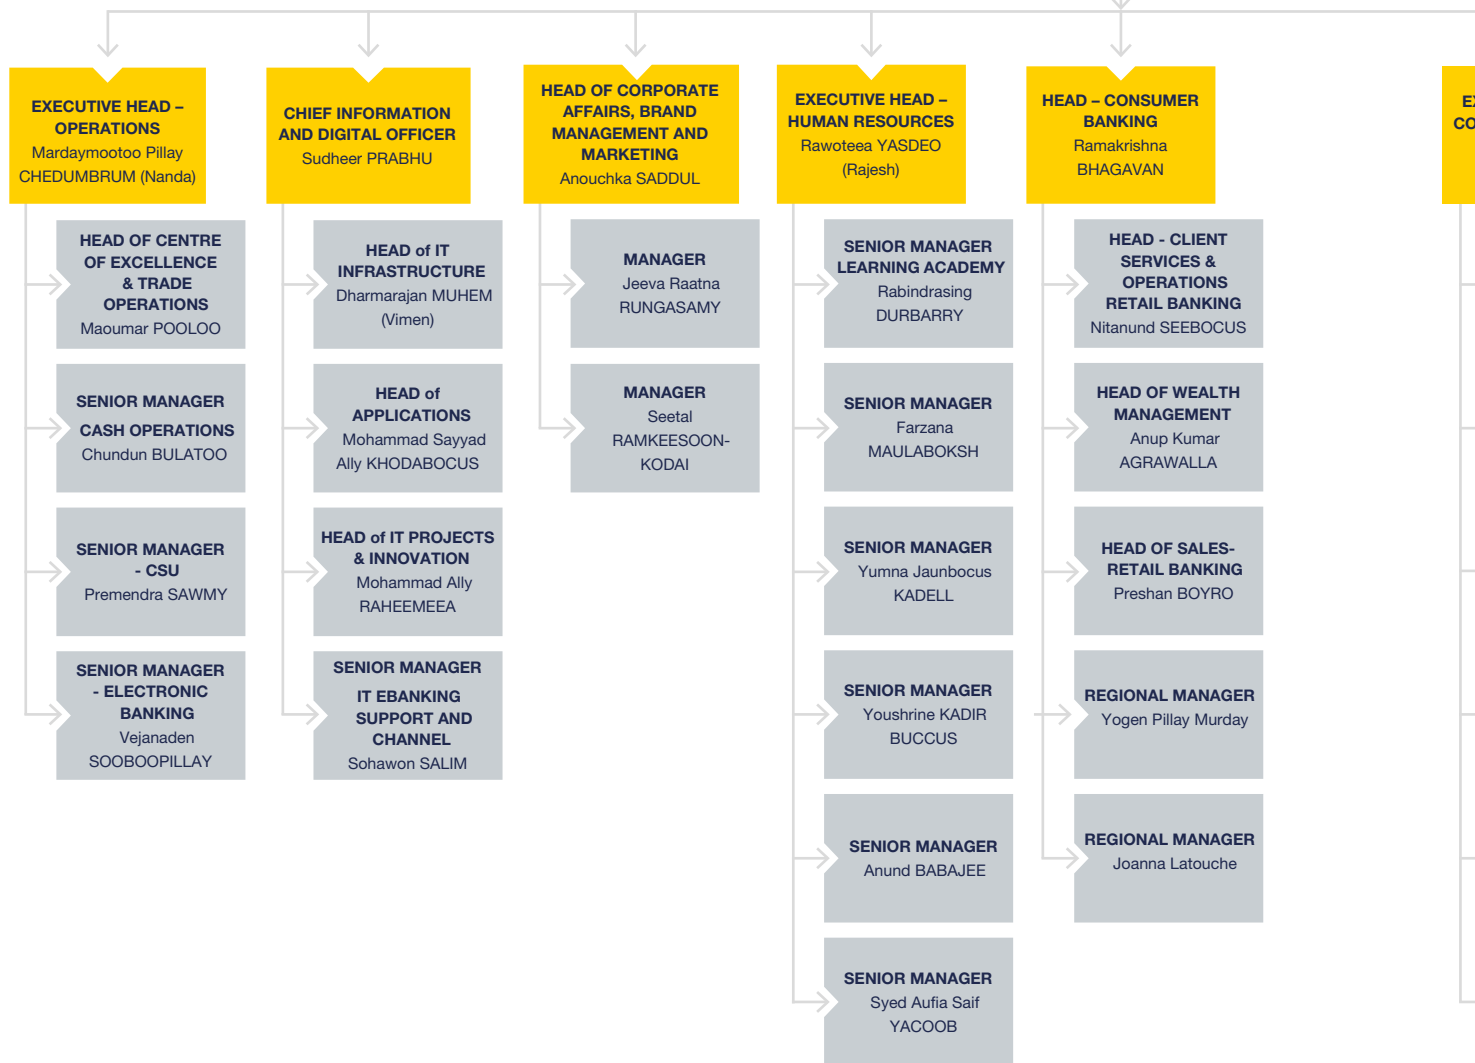 EXECUTIVE HEAD –
OPERATIONS
Mardaymootoo Pillay
CHEDUMBRUM (Nanda)
HEAD OF CENTRE
OF EXCELLENCE
& TRADE
OPERATIONS
Maoumar POOLOO
SENIOR MANAGER
CASH OPERATIONS
Chundun BULATOO
SENIOR MANAGER
- CSU
Premendra SAWMY
SENIOR MANAGER
- ELECTRONIC
BANKING
Vejanaden
SOOBOOPILLAY
CHIEF INFORMATION
AND DIGITAL OFFICER
Sudheer PRABHU
HEAD of IT
INFRASTRUCTURE
Dharmarajan MUHEM
(Vimen)
HEAD of
APPLICATIONS
Mohammad Sayyad
Ally KHODABOCUS
HEAD of IT PROJECTS
& INNOVATION
Mohammad Ally
RAHEEMEEA
SENIOR MANAGER
IT EBANKING
SUPPORT AND
CHANNEL
Sohawon SALIM
HEAD OF CORPORATE
AFFAIRS, BRAND
MANAGEMENT AND
MARKETING
Anouchka SADDUL
MANAGER
Jeeva Raatna
RUNGASAMY
MANAGER
Seetal
RAMKEESOON-
KODAI
EXECUTIVE HEAD –
HUMAN RESOURCES
Rawoteea YASDEO
(Rajesh)
SENIOR MANAGER
LEARNING ACADEMY
Rabindrasing
DURBARRY
SENIOR MANAGER
Farzana
MAULABOKSH
SENIOR MANAGER
Yumna Jaunbocus
KADELL
SENIOR MANAGER
Youshrine KADIR
BUCCUS
SENIOR MANAGER
Anund BABAJEE
SENIOR MANAGER
Syed Aufia Saif
YACOOB
HEAD – CONSUMER
BANKING
Ramakrishna
BHAGAVAN
HEAD - CLIENT
SERVICES &
OPERATIONS
RETAIL BANKING
Nitanund SEEBOCUS
HEAD OF WEALTH
MANAGEMENT
Anup Kumar
AGRAWALLA
HEAD OF SALES-
RETAIL BANKING
Preshan BOYRO
REGIONAL MANAGER
Yogen Pillay Murday
REGIONAL MANAGER
Joanna Latouche